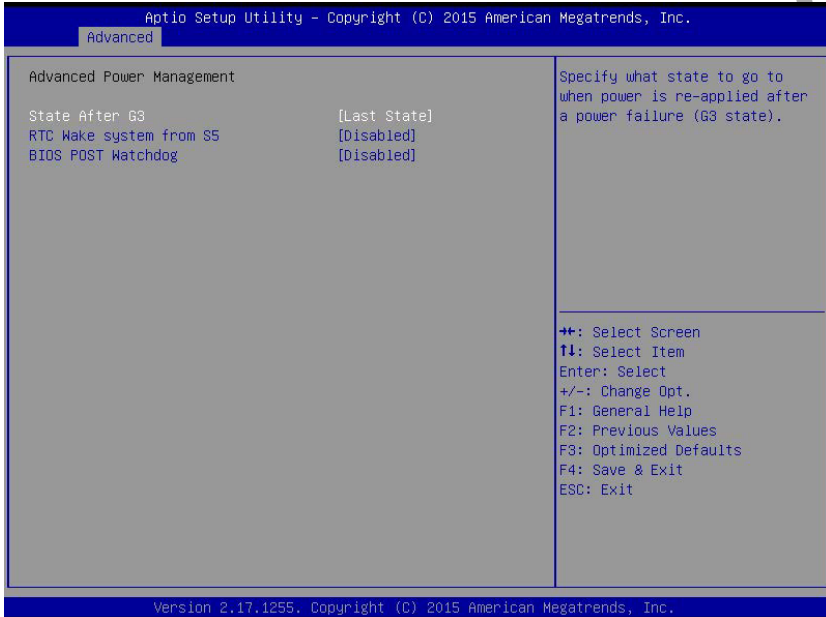 Aptio Setup Utility – Copyright (C) 2015 American Megatrends, Inc.
Advanced
Advanced Power Management
State After G3 [Last State]
RTC Wake system from S5 [Disabled]
BIOS POST Watchdog [Disabled]
Specify what state to go to
when power is re-applied after
a power failure (G3 state).
→←: Select Screen
↑↓: Select Item
Enter: Select
+/-: Change Opt.
F1: General Help
F2: Previous Values
F3: Optimized Defaults
F4: Save & Exit
ESC: Exit
Version 2.17.1255. Copyright (C) 2015 American Megatrends, Inc.